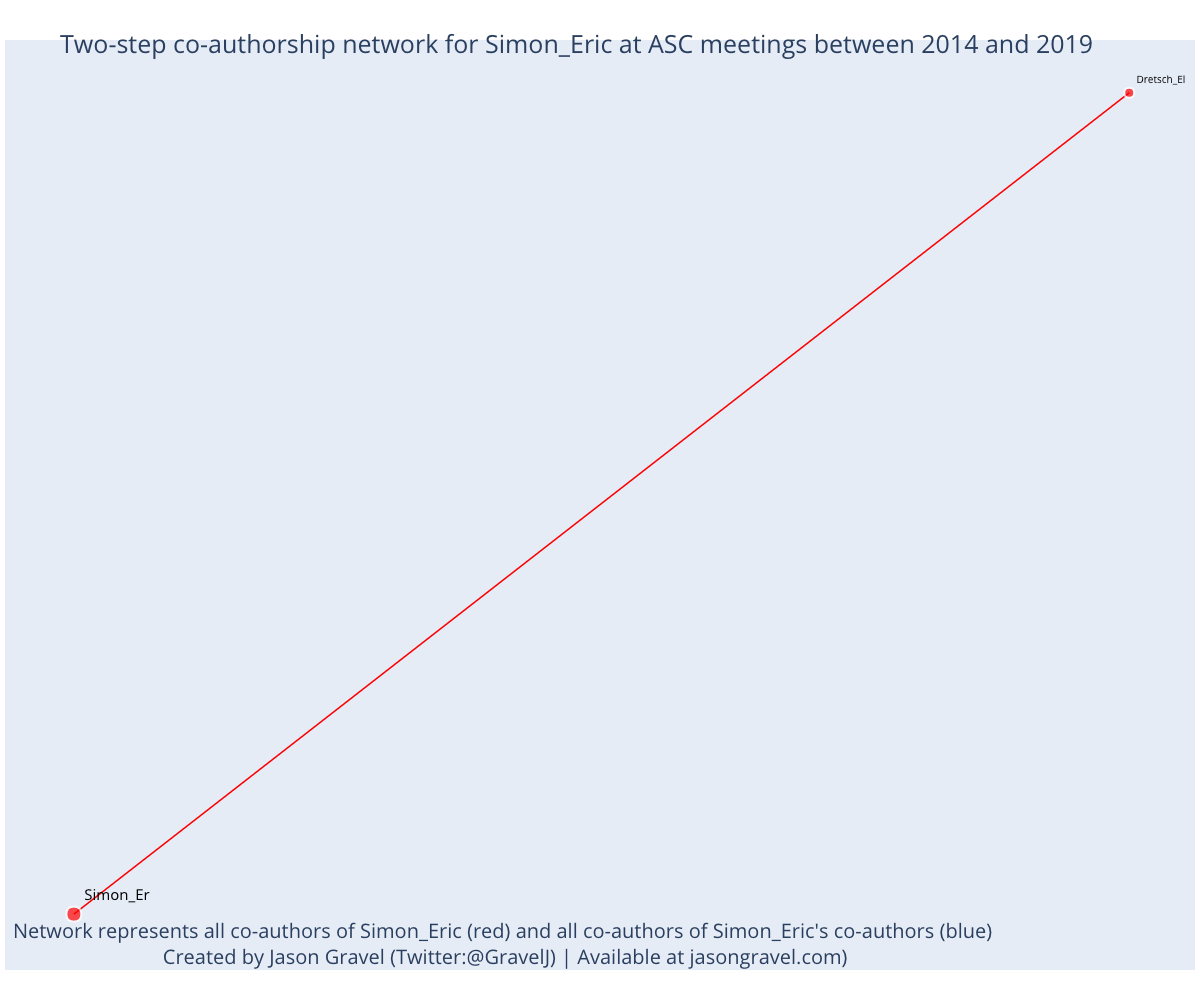 Two-step co-authorship network for Simon_Eric at ASC meetings between 2014 and 2019
Dretsch_El
Simon_Er
Network represents all co-authors of Simon_Eric (red) and all co-authors of Simon_Eric's co-authors (blue)
Created by Jason Gravel (Twitter:@GravelJ) | Available at jasongravel.com)